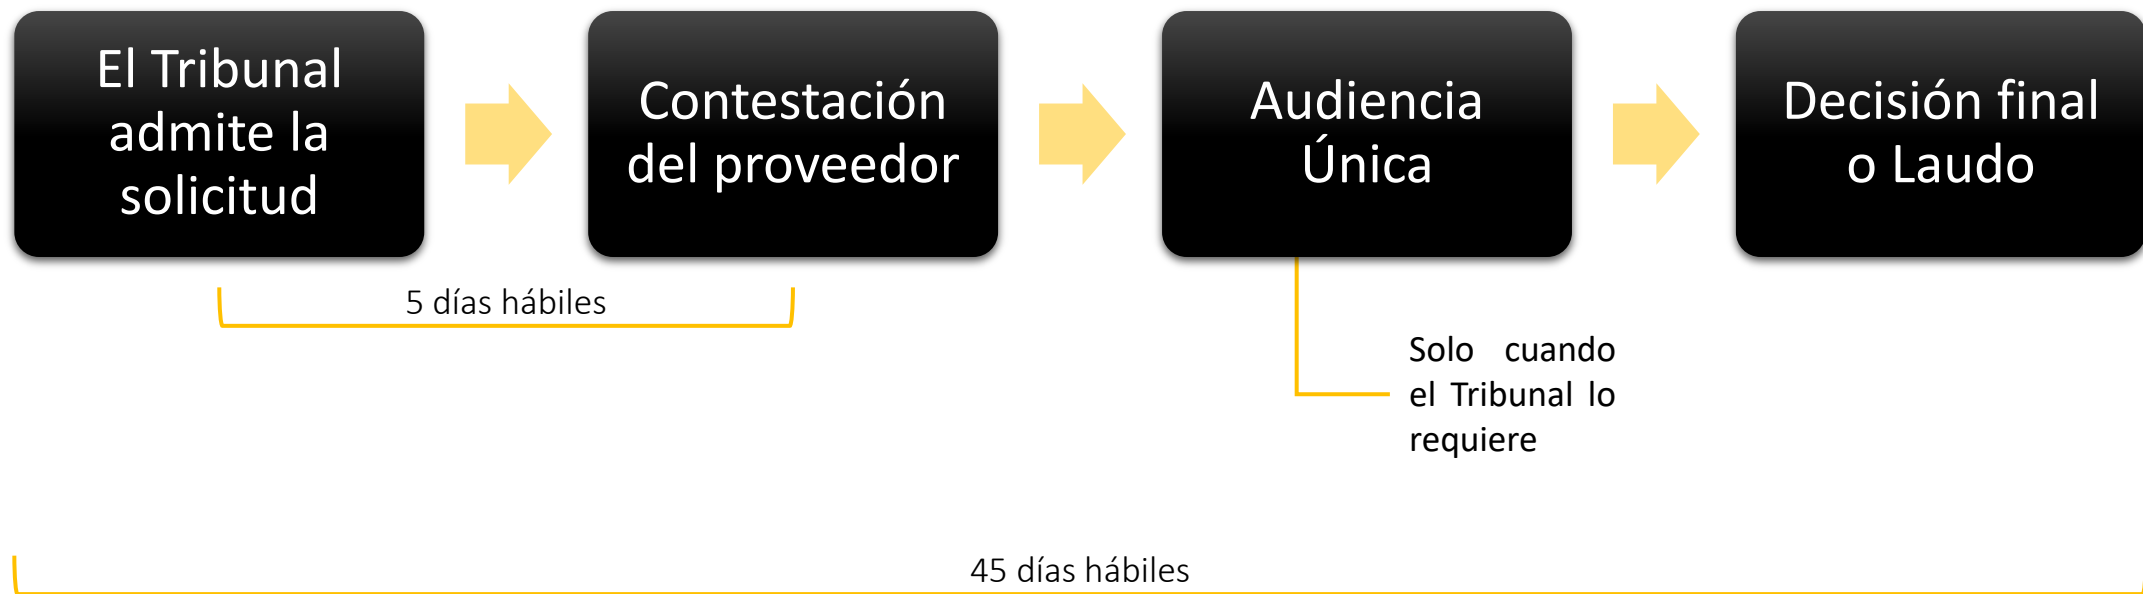 El Tribunal
admite la
solicitud
Contestación
del proveedor
Audiencia
Única
Decisión final
o Laudo
5 días hábiles
Solo cuando
el Tribunal lo
requiere
45 días hábiles